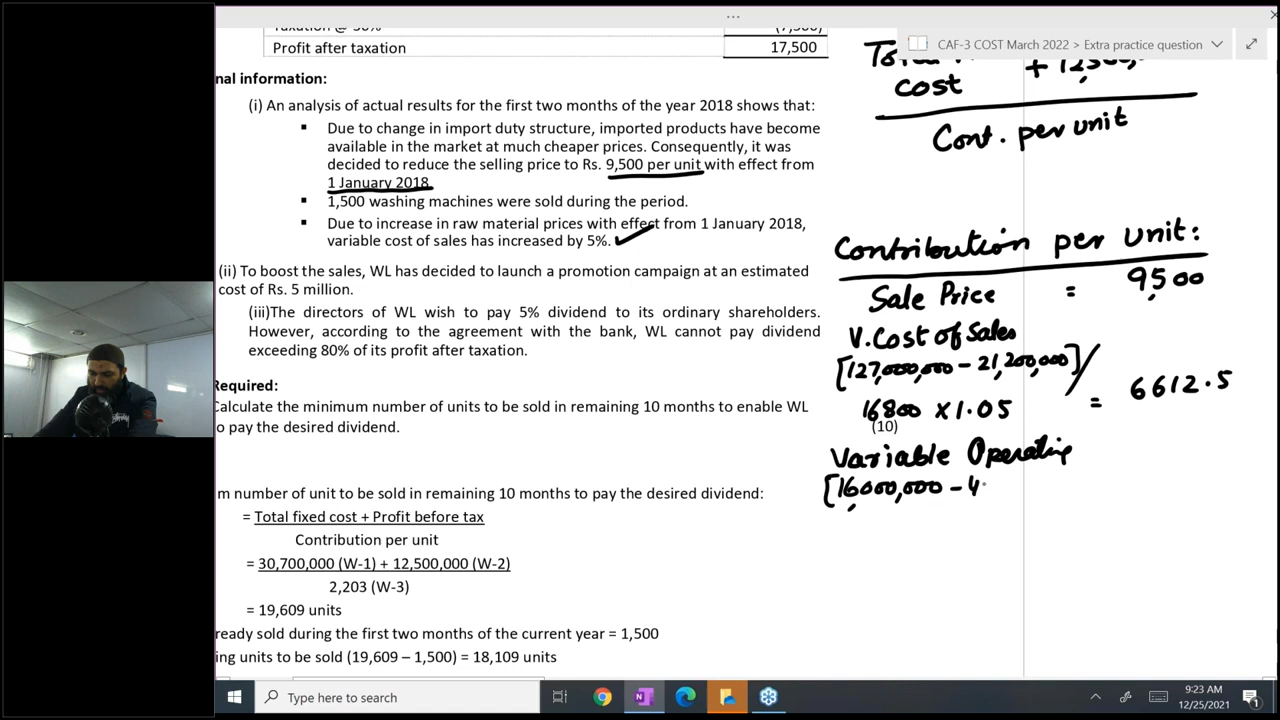 Profit after taxation 17,500
nal information:
(i) An analysis of actual results for the first two months of the year 2018 shows that:
▪ Due to change in import duty structure, imported products have become
available in the market at much cheaper prices. Consequently, it was
decided to reduce the selling price to Rs. 9,500 per unit with effect from
1 January 2018.
▪ 1,500 washing machines were sold during the period.
▪ Due to increase in raw material prices with effect from 1 January 2018,
variable cost of sales has increased by 5%.
(ii) To boost the sales, WL has decided to launch a promotion campaign at an estimated
cost of Rs. 5 million.
(iii)The directors of WL wish to pay 5% dividend to its ordinary shareholders.
However, according to the agreement with the bank, WL cannot pay dividend
exceeding 80% of its profit after taxation.
Required:
Calculate the minimum number of units to be sold in remaining 10 months to enable WL
o pay the desired dividend.
(10)
m number of unit to be sold in remaining 10 months to pay the desired dividend:
= Total fixed cost + Profit before tax
Contribution per unit
= 30,700,000 (W-1) + 12,500,000 (W-2)
2,203 (W-3)
= 19,609 units
ready sold during the first two months of the current year = 1,500
ing units to be sold (19,609 – 1,500) = 18,109 units
CAF-3 COST March 2022 > Extra practice question
cost
Cont. per unit
Contribution per unit:
Sale Price = 9,500
V. Cost of Sales
[127,000,000 - 21,200,000]/
16800 x 1.05 = 6612.5
Variable Operating
[16,000,000 - 4
Type here to search
9:23 AM
12/25/2021